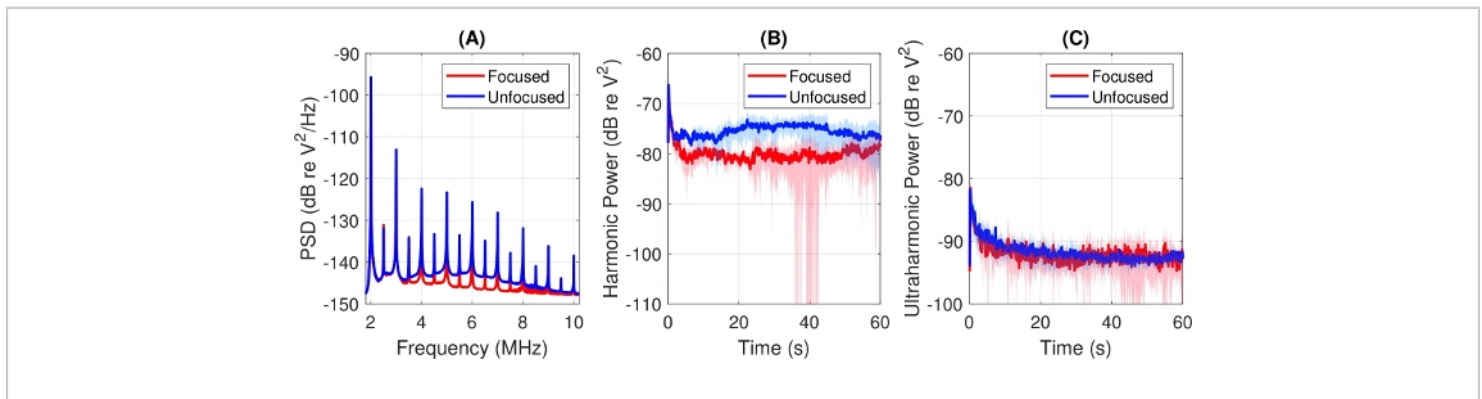 (A)
PSD (dB re V²/Hz)
-90
-100
-110
-120
-130
-140
-150
2 4 6 8 10
Frequency (MHz)
Focused
Unfocused
(B)
Harmonic Power (dB re V²)
-60
-70
-80
-90
-100
-110
0 20 40 60
Time (s)
Focused
Unfocused
(C)
Ultraharmonic Power (dB re V²)
-60
-70
-80
-90
-100
0 20 40 60
Time (s)
Focused
Unfocused